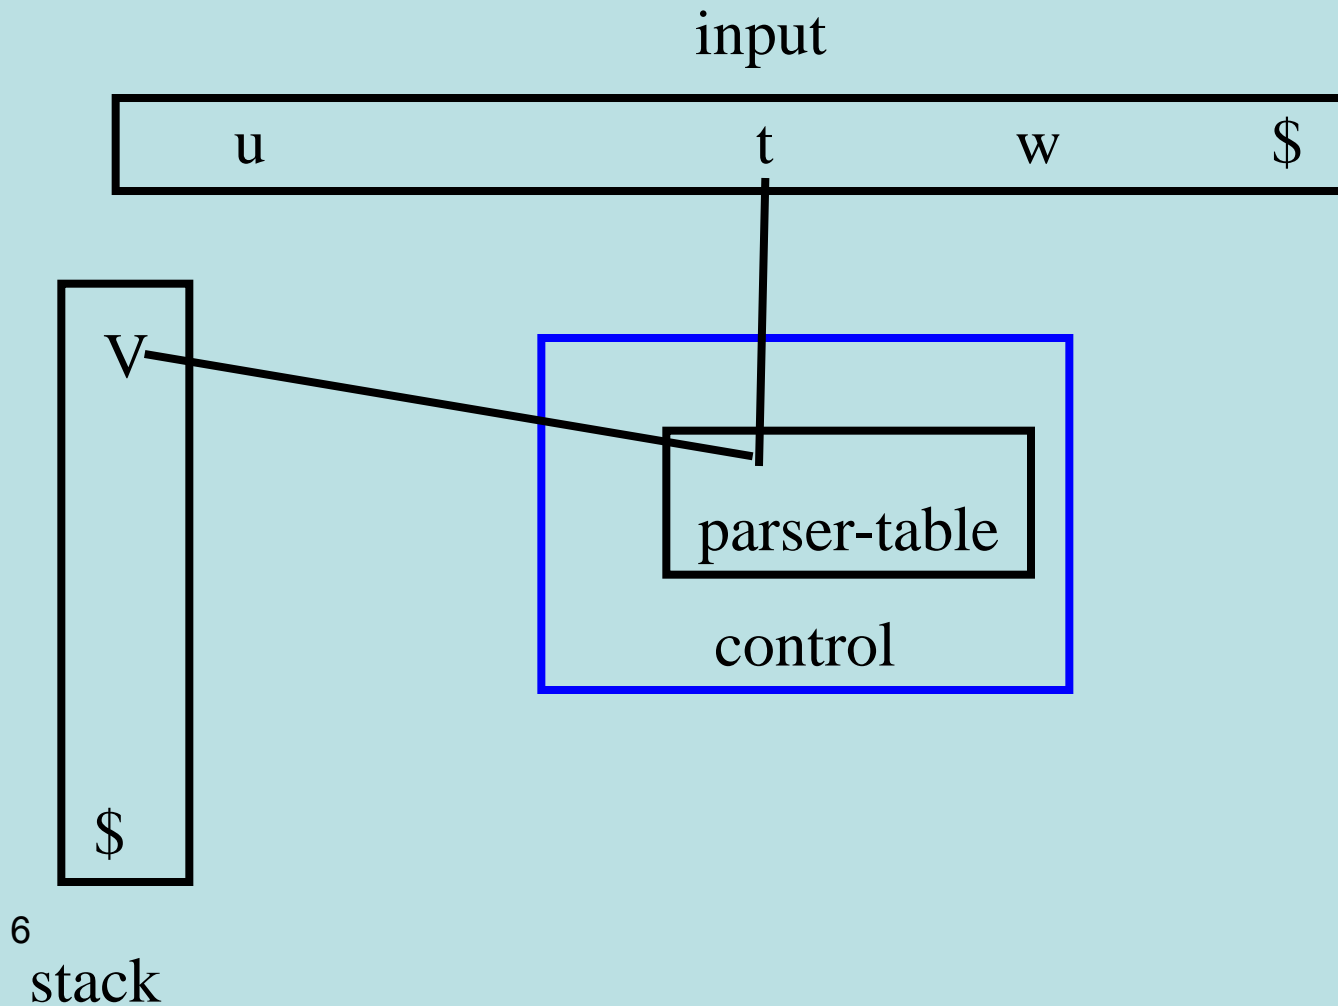 input
u t w $
V
parser-table
control
$
6
stack